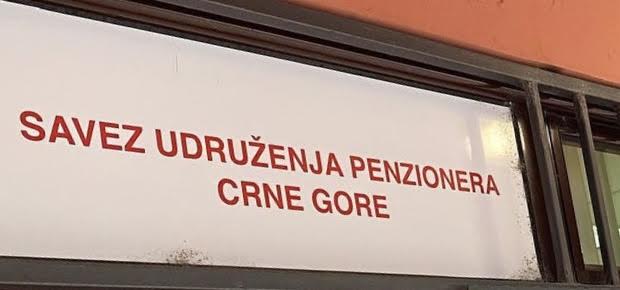 SAVEZ UDRUŽENJA PENZIONERA
CRNE GORE